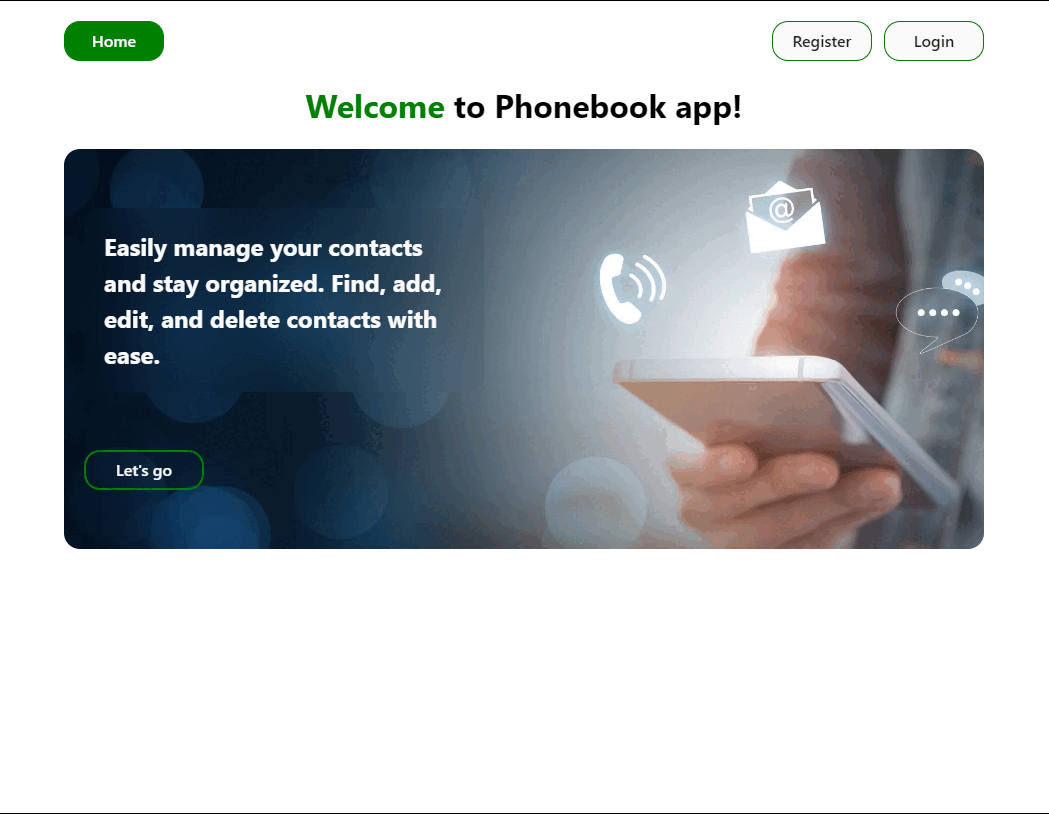 Home
Register
Login
Welcome to Phonebook app!
@
Easily manage your contacts
and stay organized. Find, add,
edit, and delete contacts with
ease.
Let's go